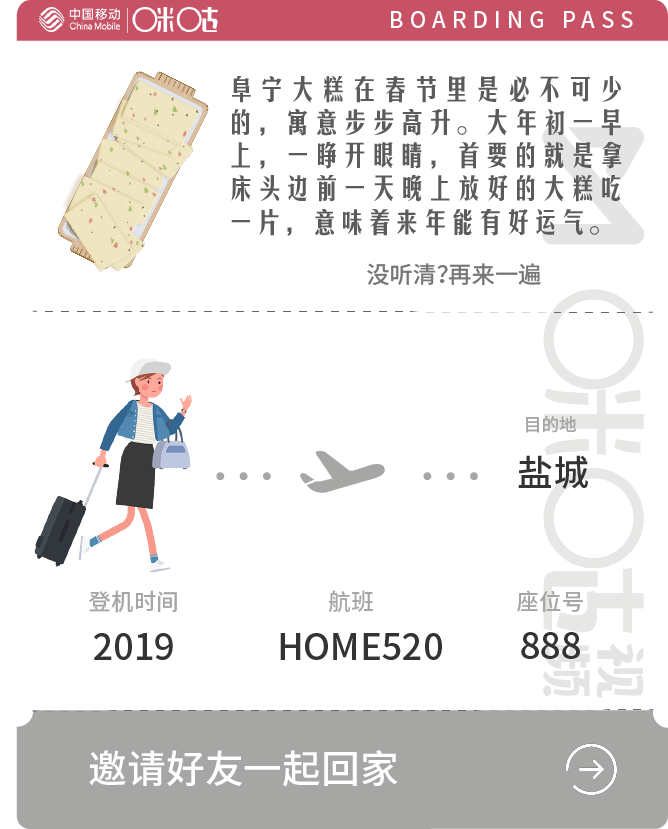 中国移动
China Mobile
咪咕
BOARDING PASS
阜宁大糕在春节里是必不可少
的，寓意步步高升。大年初一早
上，一睁开眼睛，首要的就是拿
床头边前一天晚上放好的大糕吃
一片，意味着来年能有好运气。
没听清?再来一遍
目的地
盐城
登机时间
航班
座位号
2019
HOME520
888
咪咕
视频
邀请好友一起回家